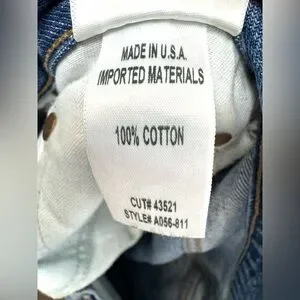 MADE IN U.S.A.
IMPORTED MATERIALS
100% COTTON
CUT# 43521
STYLE# A056-811